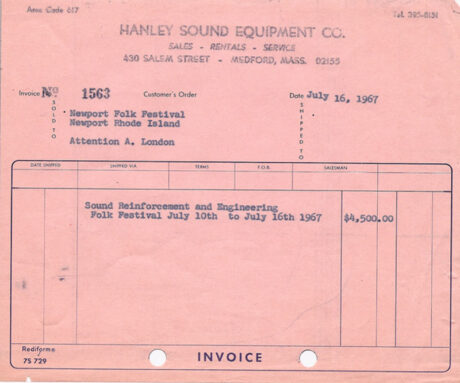 Area Code 617
Tel. 395-8151
HANLEY SOUND EQUIPMENT CO.
SALES - RENTALS - SERVICE
430 SALEM STREET - MEDFORD, MASS. 02155
Invoice No 1563 Customer's Order Date July 16, 1967
SOLD TO
Newport Folk Festival
Newport Rhode Island
Attention A. London
SHIPPED TO
DATE SHIPPED SHIPPED VIA TERMS F.O.B. SALESMAN
Sound Reinforcement and Engineering
Folk Festival July 10th to July 16th 1967 $4,500.00
Rediform
7S 729
INVOICE